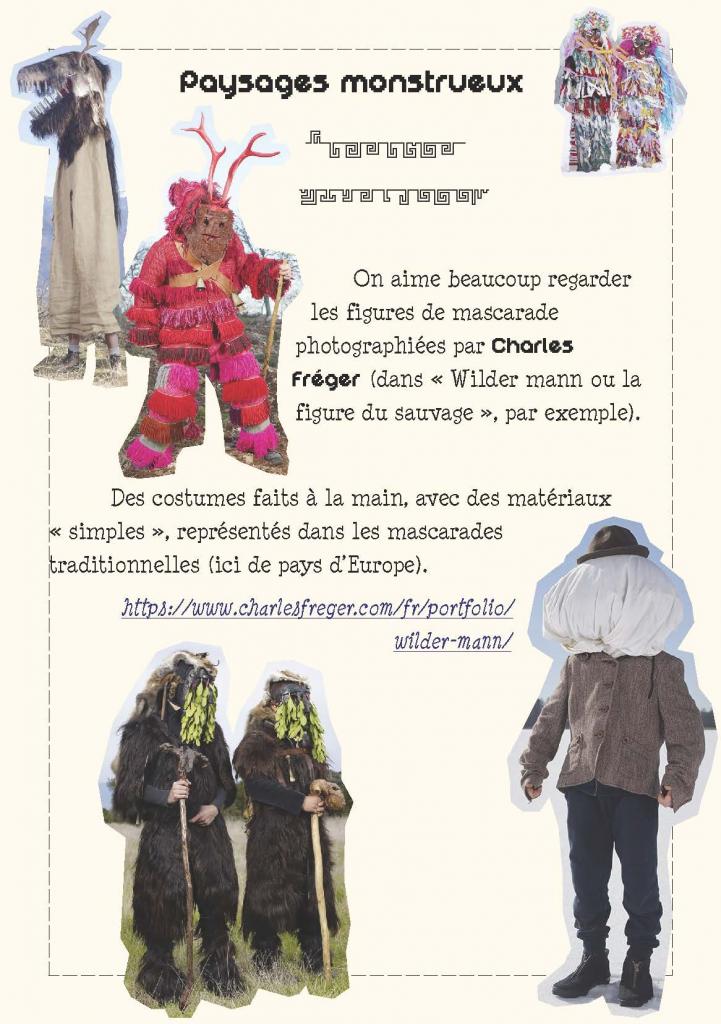 Paysages monstrueux
On aime beaucoup regarder
les figures de mascarade
photographiées par Charles
Fréger (dans « Wilder mann ou la
figure du sauvage », par exemple).
Des costumes faits à la main, avec des matériaux
« simples », représentés dans les mascarades
traditionnelles (ici de pays d'Europe).
https://www.charlesfreger.com/fr/portfolio/
wilder-mann/